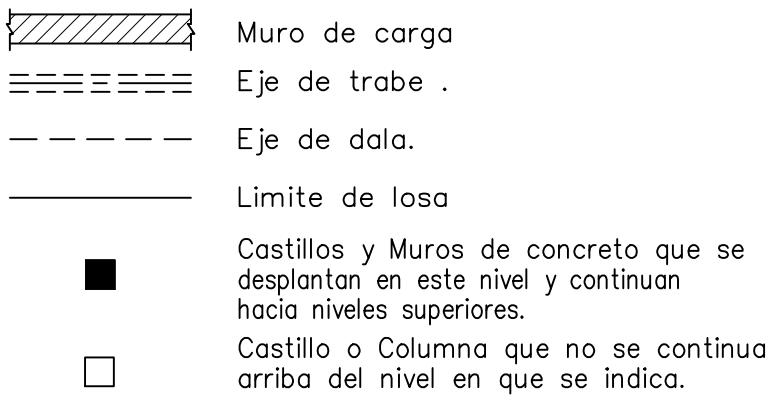 Muro de carga
Eje de trabe .
Eje de dala.
Limite de losa
Castillos y Muros de concreto que se
desplantan en este nivel y continuan
hacia niveles superiores.
Castillo o Columna que no se continua
arriba del nivel en que se indica.